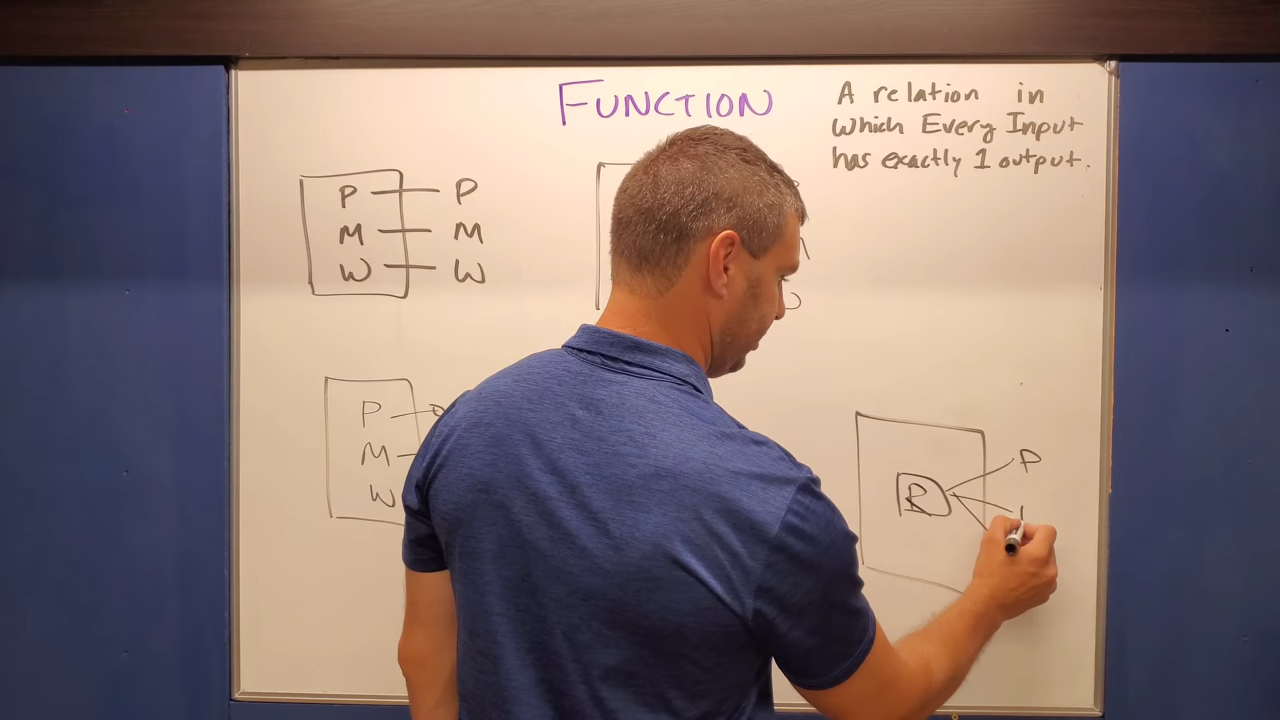 FUNCTION
A relation in
which Every Input
has exactly 1 output.
P P
M M
W W
P
M
W
R P